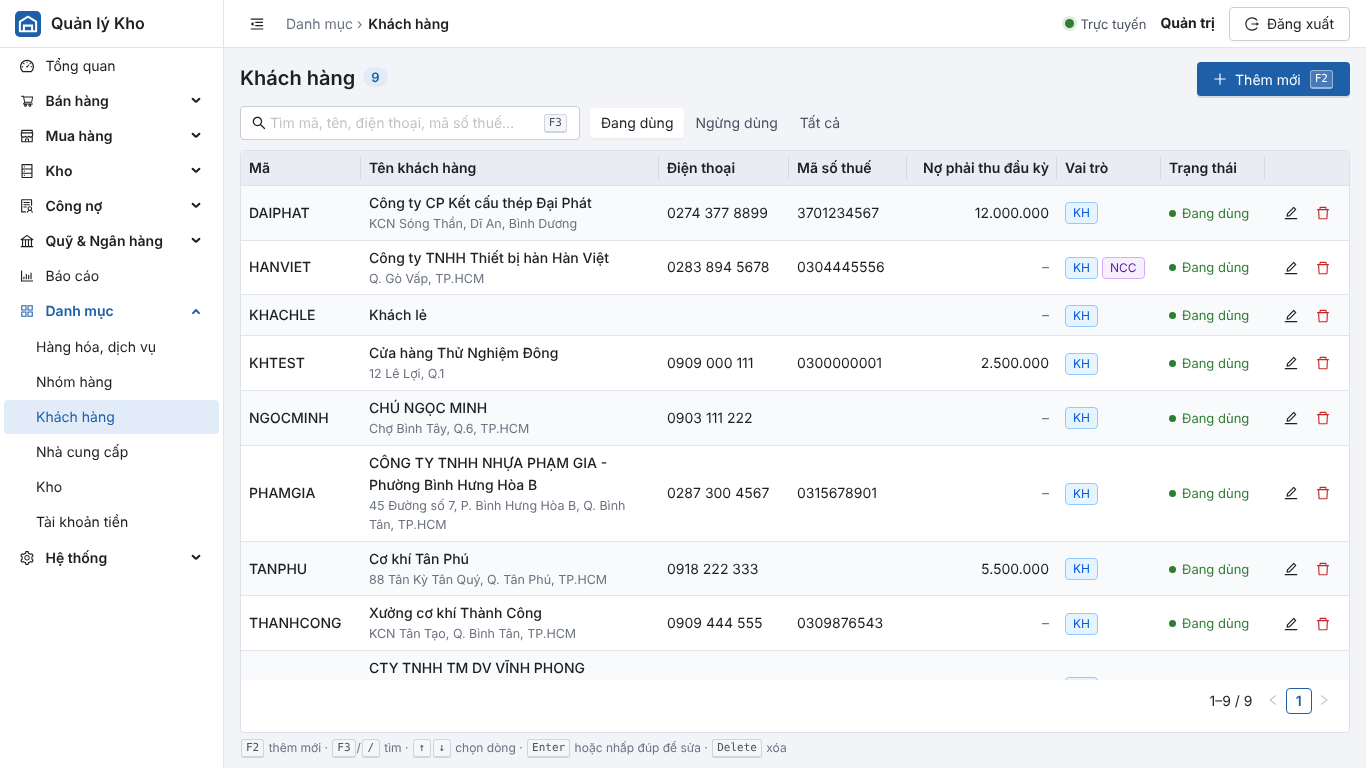 Quản lý Kho
Danh mục › Khách hàng
Trực tuyến Quản trị Đăng xuất
Tổng quan
Bán hàng
Mua hàng
Kho
Công nợ
Quỹ & Ngân hàng
Báo cáo
Danh mục
Hàng hóa, dịch vụ
Nhóm hàng
Khách hàng
Nhà cung cấp
Kho
Tài khoản tiền
Hệ thống
Khách hàng 9
Thêm mới F2
Tìm mã, tên, điện thoại, mã số thuế... F3
Đang dùng Ngừng dùng Tất cả
Mã Tên khách hàng Điện thoại Mã số thuế Nợ phải thu đầu kỳ Vai trò Trạng thái
DAIPHAT Công ty CP Kết cấu thép Đại Phát 0274 377 8899 3701234567 12.000.000 KH Đang dùng
KCN Sóng Thần, Dĩ An, Bình Dương
HANVIET Công ty TNHH Thiết bị hàn Hàn Việt 0283 894 5678 0304445556 – KH NCC Đang dùng
Q. Gò Vấp, TP.HCM
KHACHLE Khách lẻ – KH Đang dùng
KHTEST Cửa hàng Thử Nghiệm Đông 0909 000 111 0300000001 2.500.000 KH Đang dùng
12 Lê Lợi, Q.1
NGOCMINH CHÚ NGỌC MINH 0903 111 222 – KH Đang dùng
Chợ Bình Tây, Q.6, TP.HCM
PHAMGIA CÔNG TY TNHH NHỰA PHẠM GIA - 0287 300 4567 0315678901 – KH Đang dùng
Phường Bình Hưng Hòa B
45 Đường số 7, P. Bình Hưng Hòa B, Q. Bình
Tân, TP.HCM
TANPHU Cơ khí Tân Phú 0918 222 333 5.500.000 KH Đang dùng
88 Tân Kỳ Tân Quý, Q. Tân Phú, TP.HCM
THANHCONG Xưởng cơ khí Thành Công 0909 444 555 0309876543 – KH Đang dùng
KCN Tân Tạo, Q. Bình Tân, TP.HCM
CTY TNHH TM DV VĨNH PHONG
1–9 / 9 1
F2 thêm mới · F3 / / tìm · ↑ ↓ chọn dòng · Enter hoặc nhấp đúp để sửa · Delete xóa